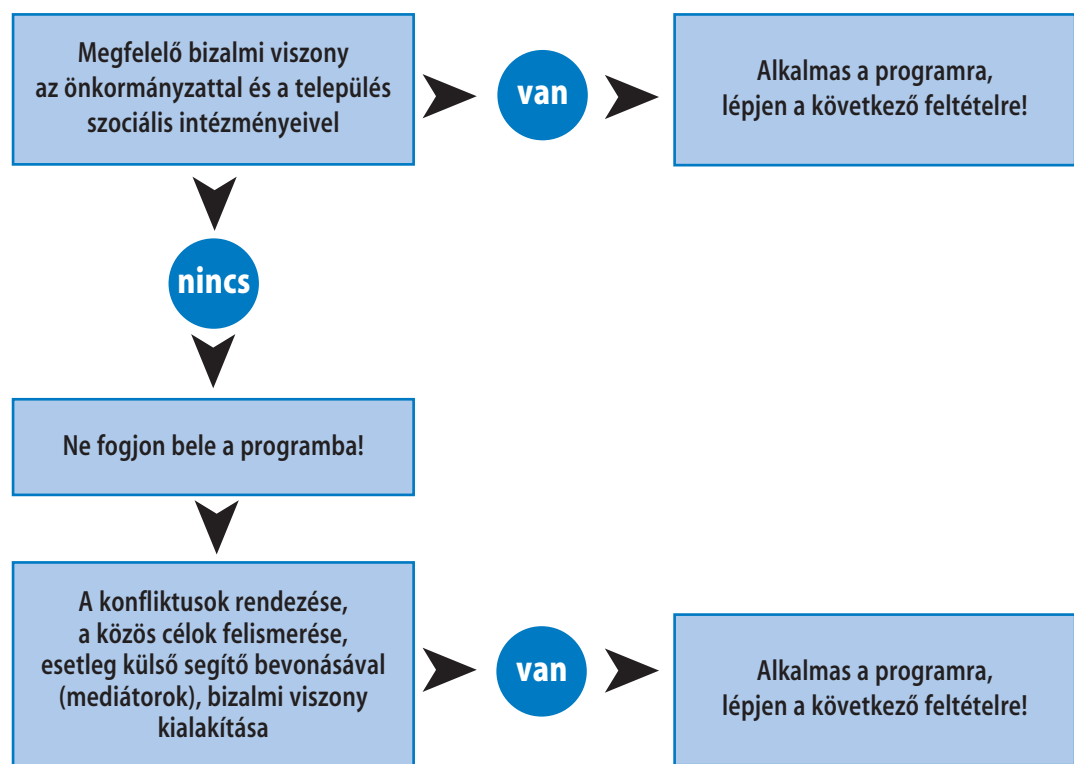 Megfelelő bizalmi viszony
az önkormányzattal és a település
szociális intézményeivel
van
Alkalmas a programra,
lépjen a következő feltételre!
nincs
Ne fogjon bele a programba!
A konfliktusok rendezése,
a közös célok felismerése,
esetleg külső segítő bevonásával
(mediátorok), bizalmi viszony
kialakítása
van
Alkalmas a programra,
lépjen a következő feltételre!